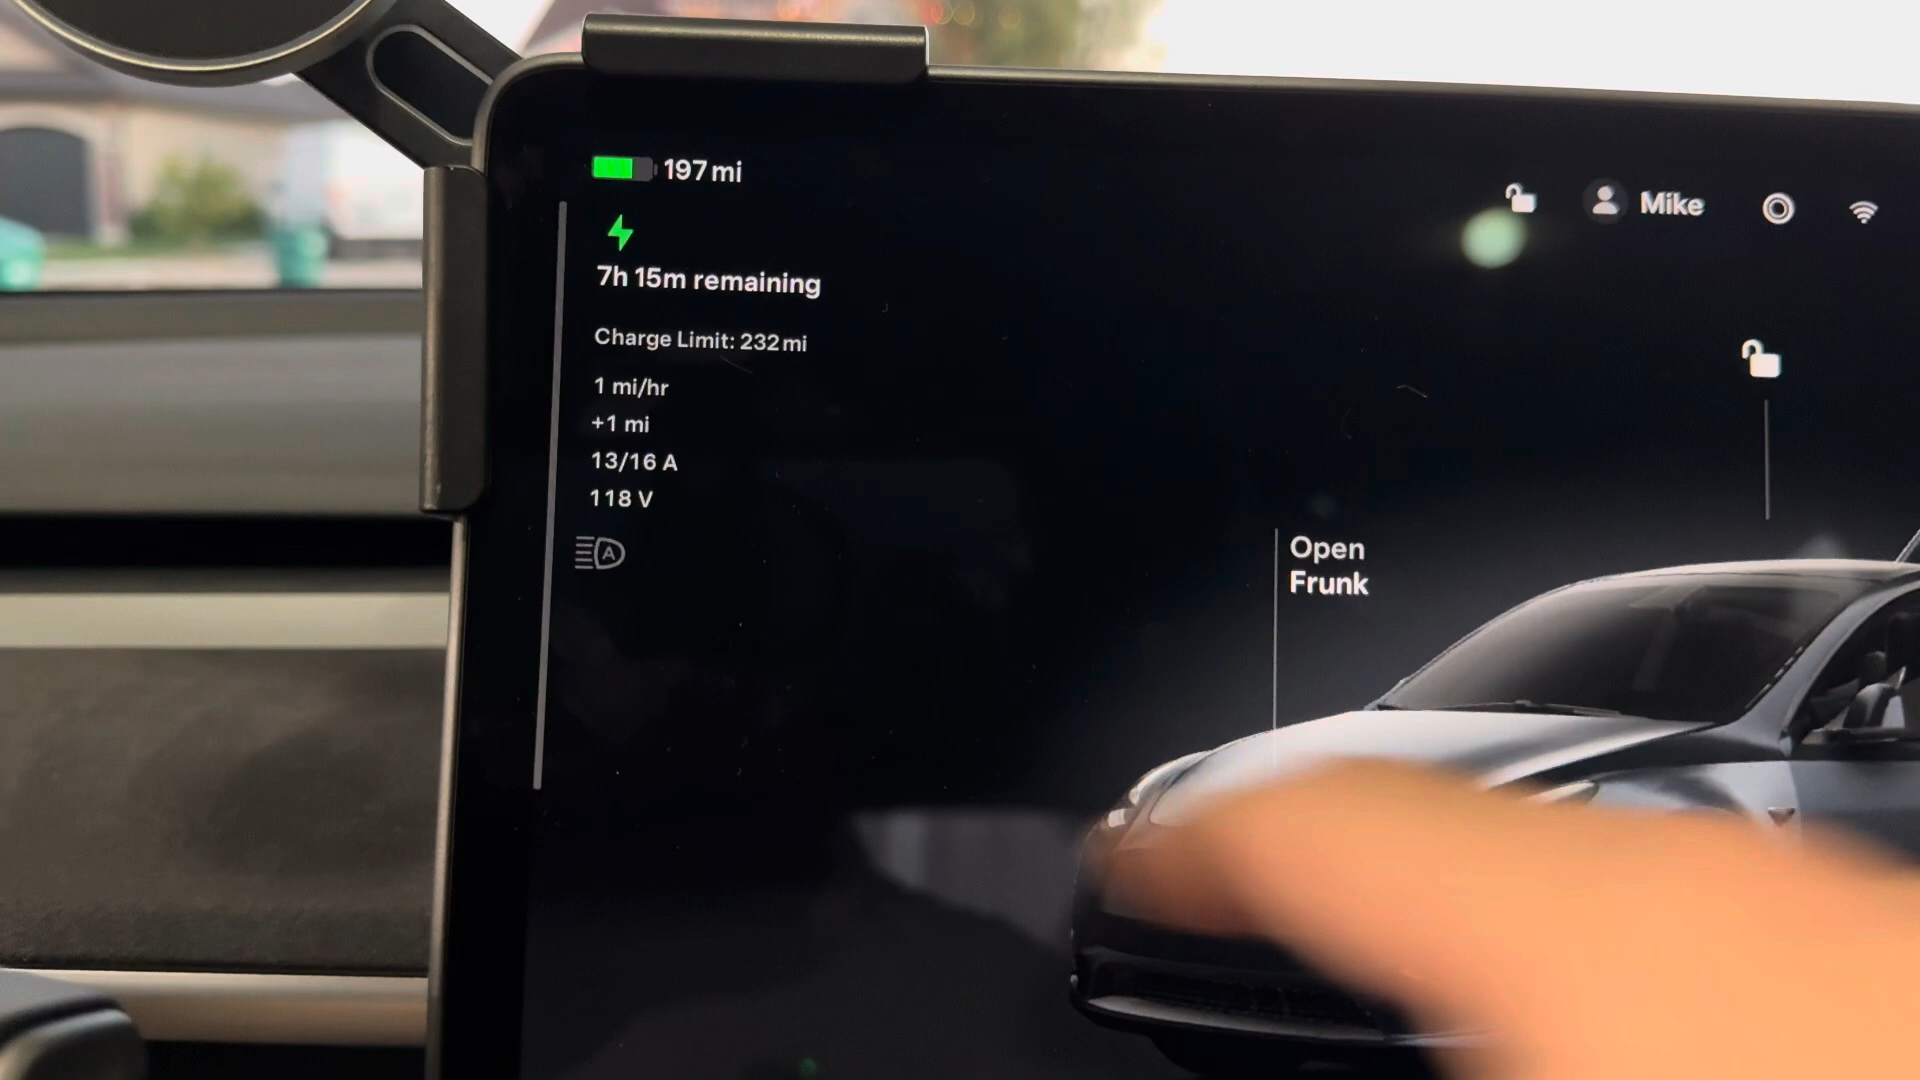 197 mi
Mike
7h 15m remaining
Charge Limit: 232 mi
1 mi/hr
+1 mi
13/16 A
118 V
A
Open
Frunk